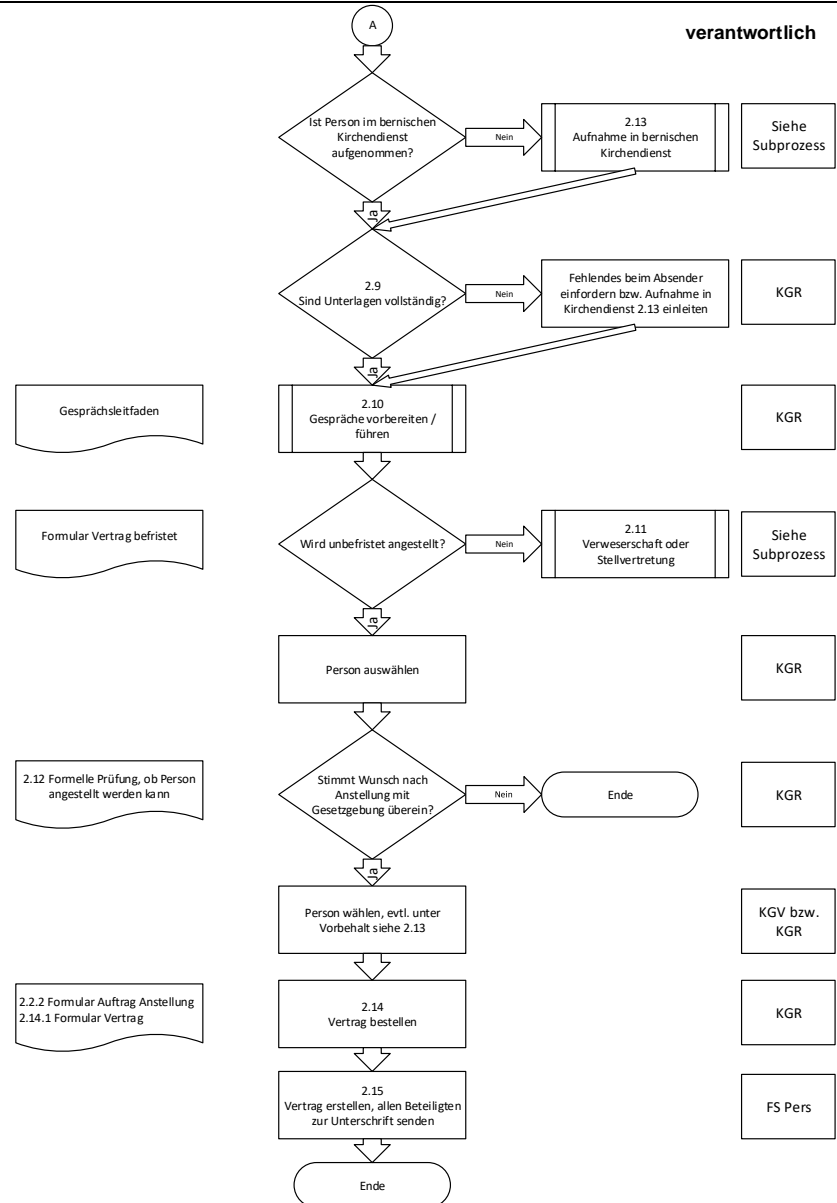 A
verantwortlich
Ist Person im bernischen
Kirchendienst
aufgenommen?
Nein
2.13
Aufnahme in bernischen
Kirchendienst
Siehe
Subprozess
Ja
2.9
Sind Unterlagen vollständig?
Nein
Fehlendes beim Absender
einfordern bzw. Aufnahme in
Kirchendienst 2.13 einleiten
KGR
Ja
Gesprächsleitfaden
2.10
Gespräche vorbereiten /
führen
KGR
Formular Vertrag befristet
Wird unbefristet angestellt?
Nein
2.11
Verweserschaft oder
Stellvertretung
Siehe
Subprozess
Ja
Person auswählen
KGR
2.12 Formelle Prüfung, ob Person
angestellt werden kann
Stimmt Wunsch nach
Anstellung mit
Gesetzgebung überein?
Nein
Ende
KGR
Ja
Person wählen, evtl. unter
Vorbehalt siehe 2.13
KGV bzw.
KGR
2.2.2 Formular Auftrag Anstellung
2.14.1 Formular Vertrag
2.14
Vertrag bestellen
KGR
2.15
Vertrag erstellen, allen Beteiligten
zur Unterschrift senden
FS Pers
Ende